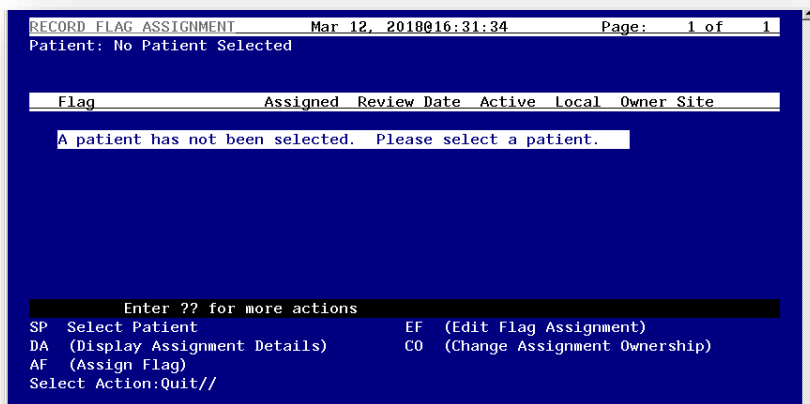 RECORD FLAG ASSIGNMENT Mar 12, 2018@16:31:34 Page: 1 of 1
Patient: No Patient Selected
Flag Assigned Review Date Active Local Owner Site
A patient has not been selected. Please select a patient.
Enter ?? for more actions
SP Select Patient EF (Edit Flag Assignment)
DA (Display Assignment Details) CO (Change Assignment Ownership)
AF (Assign Flag)
Select Action:Quit//